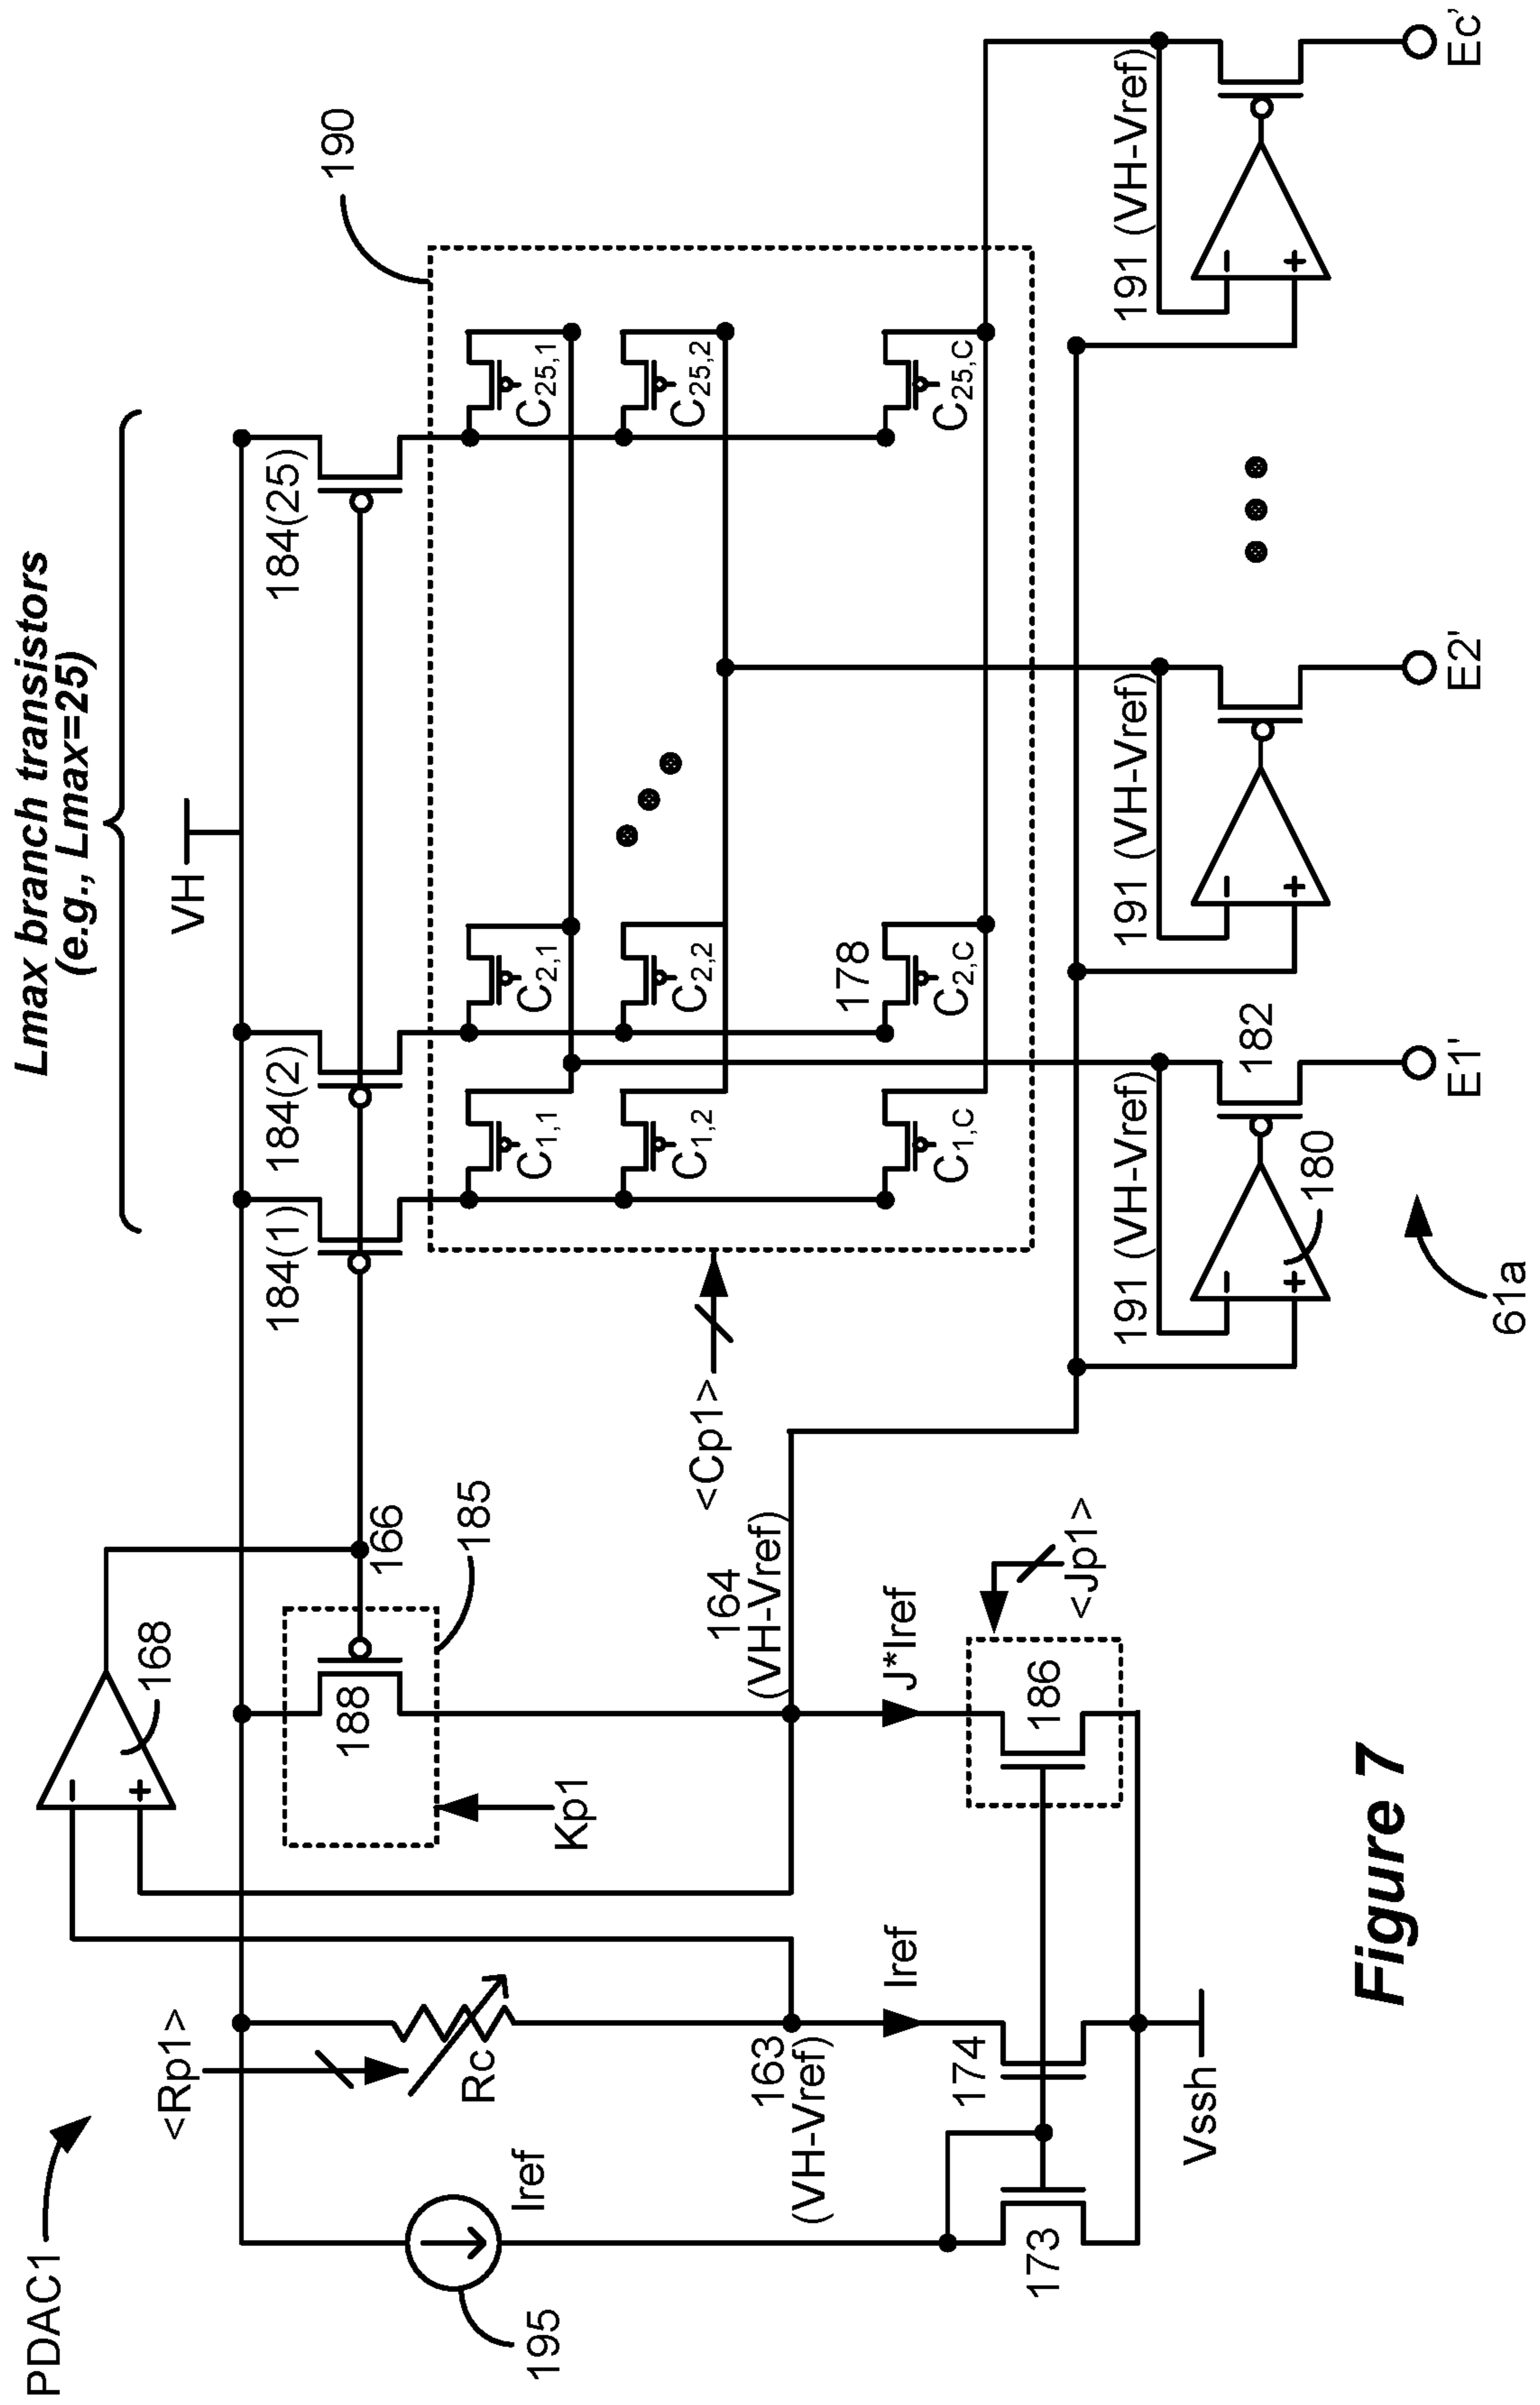 PDAC1
Lmax branch transistors
(e.g., Lmax=25)
VH
190
168
166
184(1)
184(2)
184(25)
<Rp1>
Rc
Iref
195
188
185
Kp1
C1,1
C2,1
C25,1
C1,2
C2,2
C25,2
178
C1,C
C2,C
C25,C
<Cp1>
163
(VH-Vref)
164
(VH-Vref)
Iref
J*Iref
<Jp1>
173
174
186
Vssh
191 (VH-Vref)
191 (VH-Vref)
191 (VH-Vref)
- +
- +
- +
- +
180
182
E1'
E2'
Ec'
61a
Figure 7